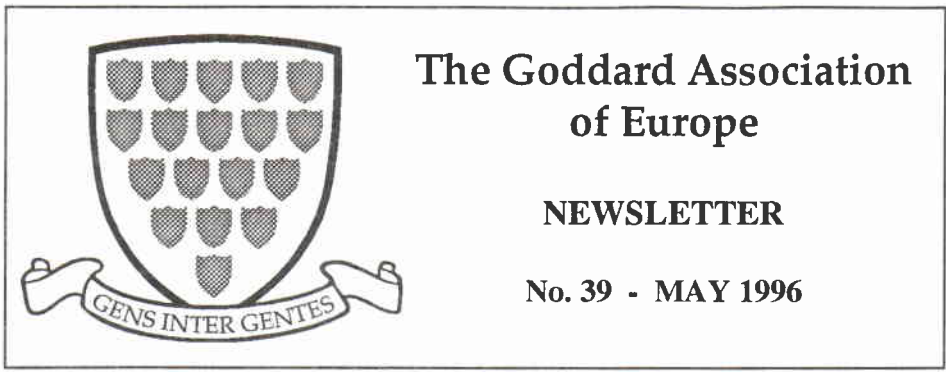 The Goddard Association
of Europe
NEWSLETTER
No. 39 - MAY 1996
GENS INTER GENTES